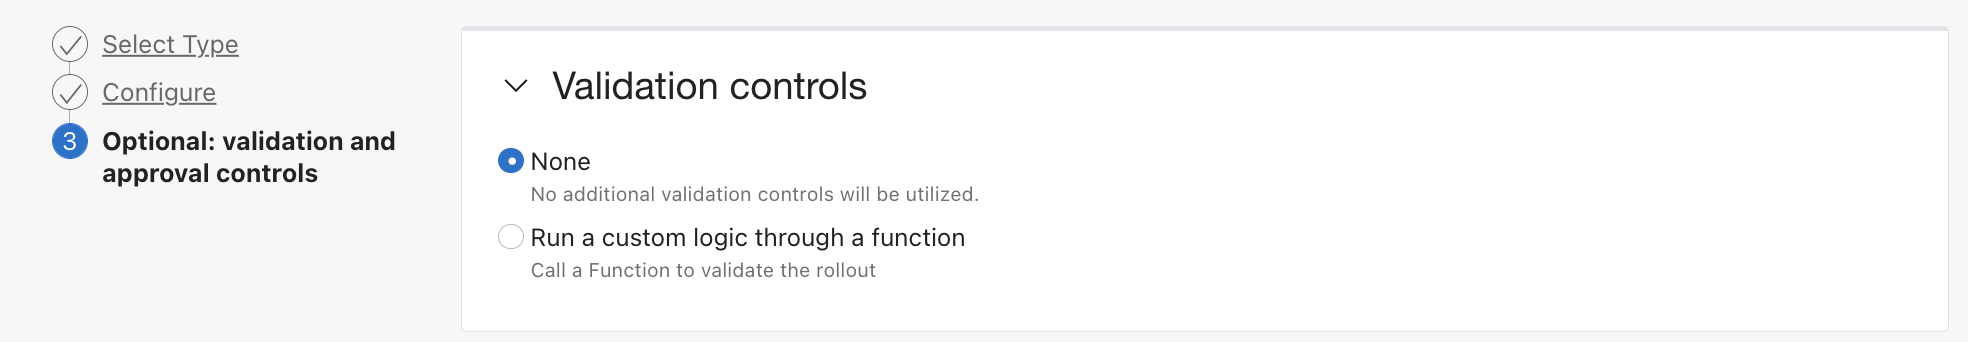 Select Type
Configure
3 Optional: validation and
approval controls
Validation controls
None
No additional validation controls will be utilized.
Run a custom logic through a function
Call a Function to validate the rollout